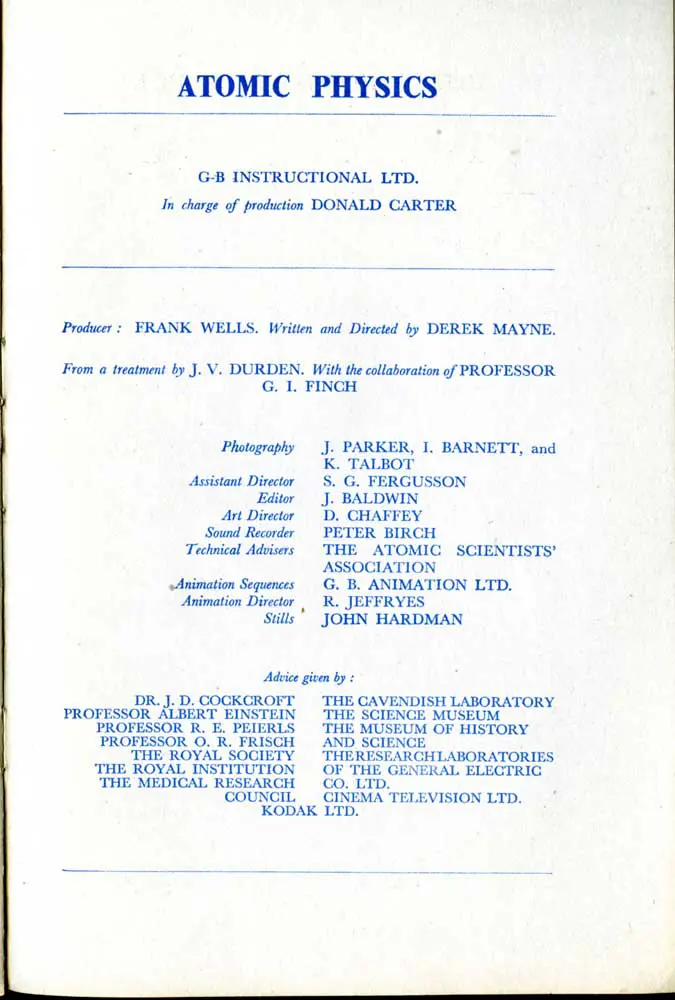 ATOMIC PHYSICS
G-B INSTRUCTIONAL LTD.
In charge of production DONALD CARTER
Producer : FRANK WELLS. Written and Directed by DEREK MAYNE.
From a treatment by J. V. DURDEN. With the collaboration of PROFESSOR
G. I. FINCH
Photography J. PARKER, I. BARNETT, and
K. TALBOT
Assistant Director S. G. FERGUSSON
Editor J. BALDWIN
Art Director D. CHAFFEY
Sound Recorder PETER BIRCH
Technical Advisers THE ATOMIC SCIENTISTS'
ASSOCIATION
Animation Sequences G. B. ANIMATION LTD.
Animation Director R. JEFFRYES
Stills JOHN HARDMAN
Advice given by :
DR. J. D. COCKCROFT THE CAVENDISH LABORATORY
PROFESSOR ALBERT EINSTEIN THE SCIENCE MUSEUM
PROFESSOR R. E. PEIERLS THE MUSEUM OF HISTORY
PROFESSOR O. R. FRISCH AND SCIENCE
THE ROYAL SOCIETY THE RESEARCH LABORATORIES
THE ROYAL INSTITUTION OF THE GENERAL ELECTRIC
THE MEDICAL RESEARCH CO. LTD.
COUNCIL CINEMA TELEVISION LTD.
KODAK LTD.